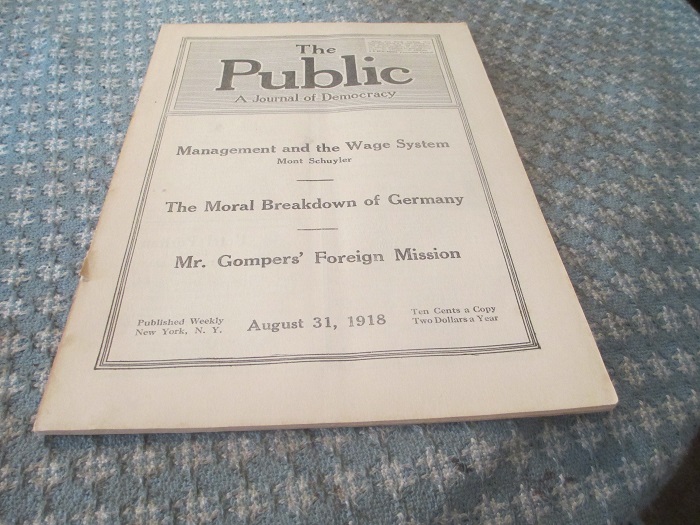 The
Public
A Journal of Democracy
Management and the Wage System
Mont Schuyler
The Moral Breakdown of Germany
Mr. Gompers' Foreign Mission
Published Weekly
New York, N. Y.
August 31, 1918
Ten Cents a Copy
Two Dollars a Year